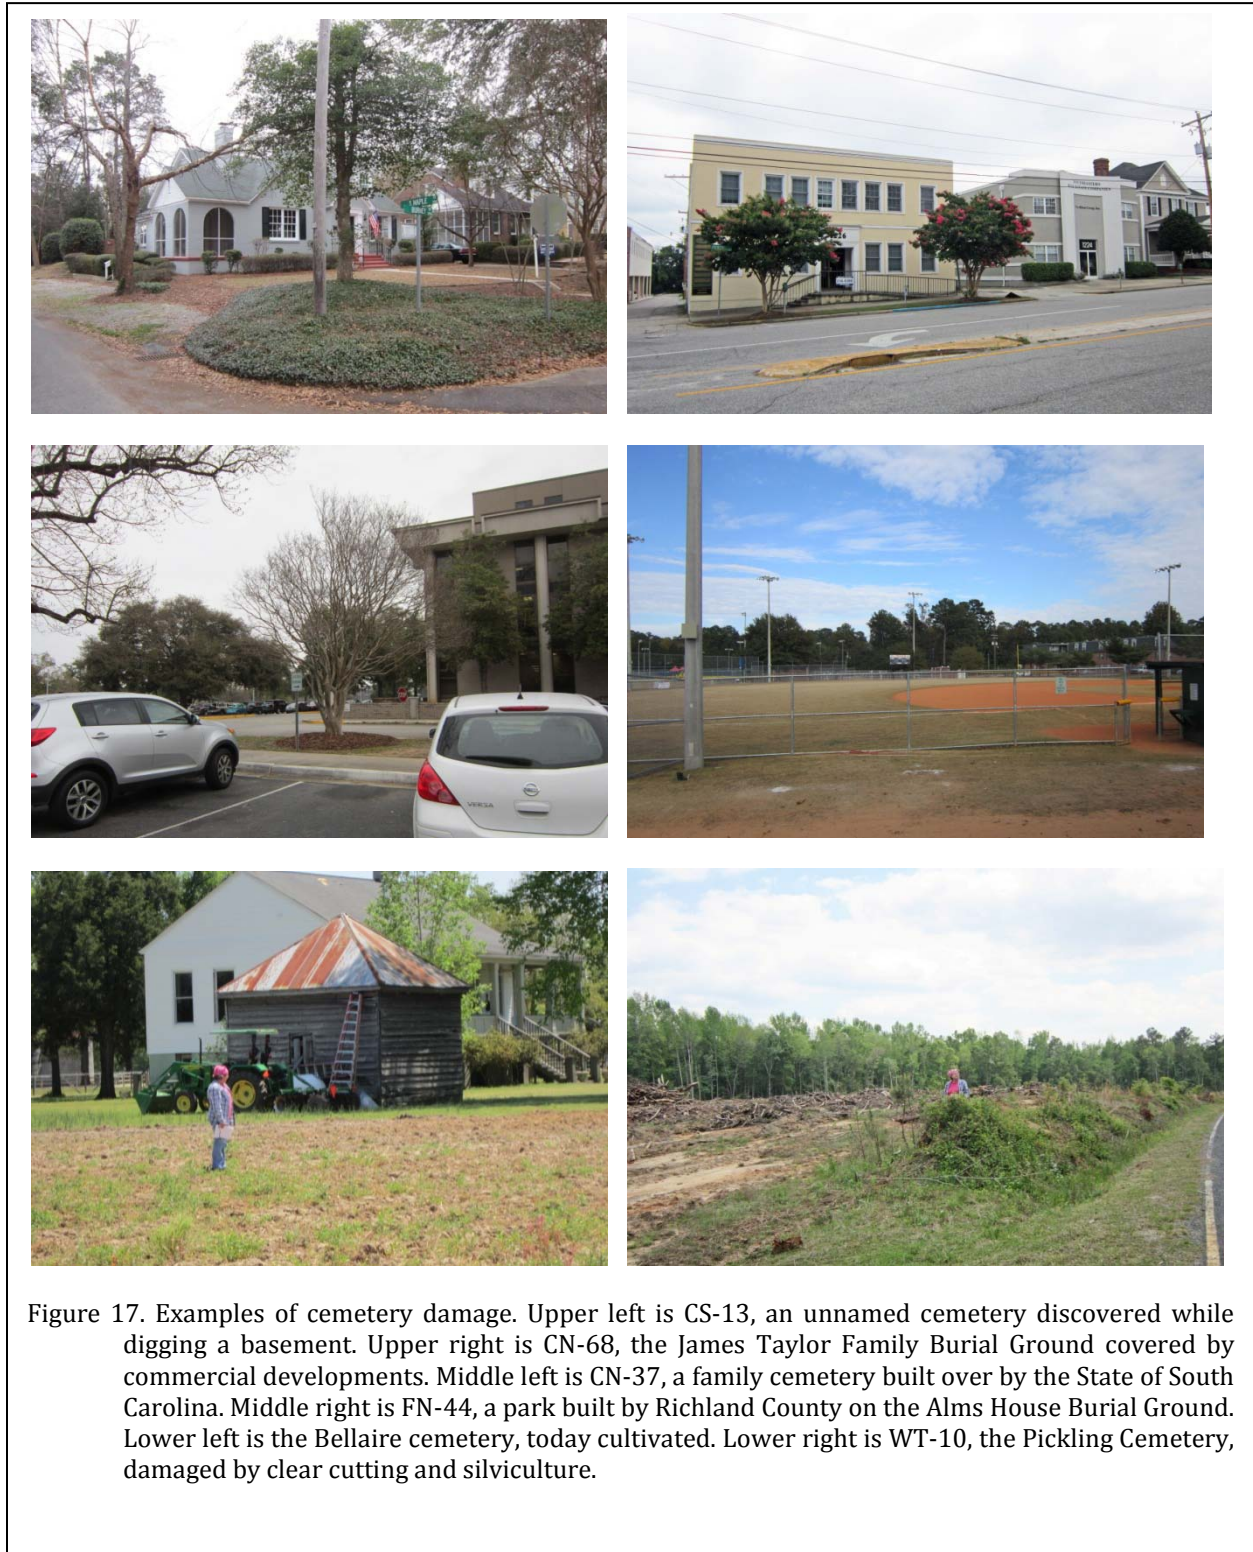 S. MAPLE
1224
VERSA
Figure 17. Examples of cemetery damage. Upper left is CS-13, an unnamed cemetery discovered while
digging a basement. Upper right is CN-68, the James Taylor Family Burial Ground covered by
commercial developments. Middle left is CN-37, a family cemetery built over by the State of South
Carolina. Middle right is FN-44, a park built by Richland County on the Alms House Burial Ground.
Lower left is the Bellaire cemetery, today cultivated. Lower right is WT-10, the Pickling Cemetery,
damaged by clear cutting and silviculture.